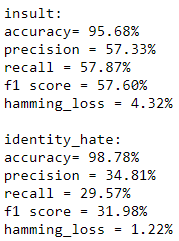 insult:
accuracy= 95.68%
precision = 57.33%
recall = 57.87%
f1 score = 57.60%
hamming_loss = 4.32%

identity_hate:
accuracy= 98.78%
precision = 34.81%
recall = 29.57%
f1 score = 31.98%
hamming_loss = 1.22%